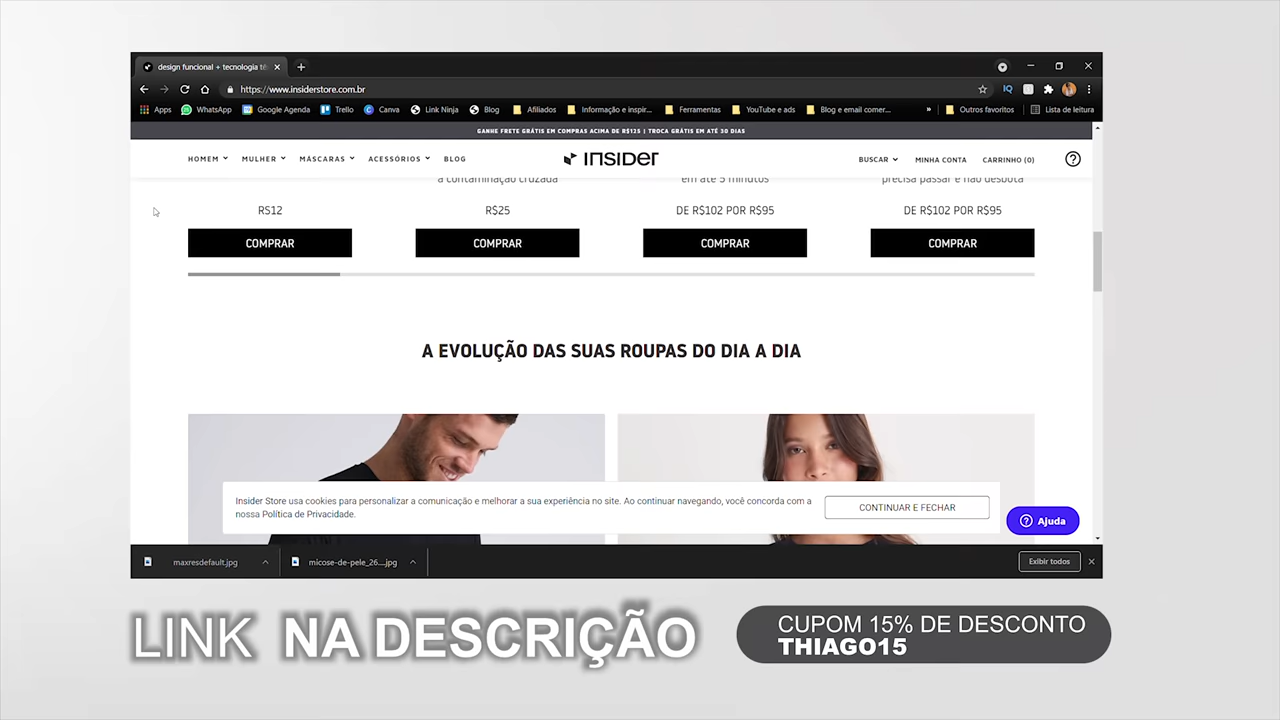 design funcional + tecnologia tê
https://www.insiderstore.com.br
Apps WhatsApp Google Agenda Trello Canva Link Ninja Blog Afiliados Informação e inspir... Ferramentas YouTube e ads Blog e email comer... » Outros favoritos Lista de leitura
GANHE FRETE GRÁTIS EM COMPRAS ACIMA DE R$135 | TROCA GRÁTIS EM ATÉ 30 DIAS
HOMEM MULHER MÁSCARAS ACESSÓRIOS BLOG INSIDER BUSCAR MINHA CONTA CARRINHO (0)
a contaminação cruzada em até 5 minutos precisa passar e não desbota
R$12 R$25 DE R$102 POR R$95 DE R$102 POR R$95
COMPRAR COMPRAR COMPRAR COMPRAR
A EVOLUÇÃO DAS SUAS ROUPAS DO DIA A DIA
Insider Store usa cookies para personalizar a comunicação e melhorar a sua experiência no site. Ao continuar navegando, você concorda com a
nossa Política de Privacidade.
CONTINUAR E FECHAR
Ajuda
maxresdefault.jpg micose-de-pele_26....jpg Exibir todos
LINK NA DESCRIÇÃO
CUPOM 15% DE DESCONTO
THIAGO15